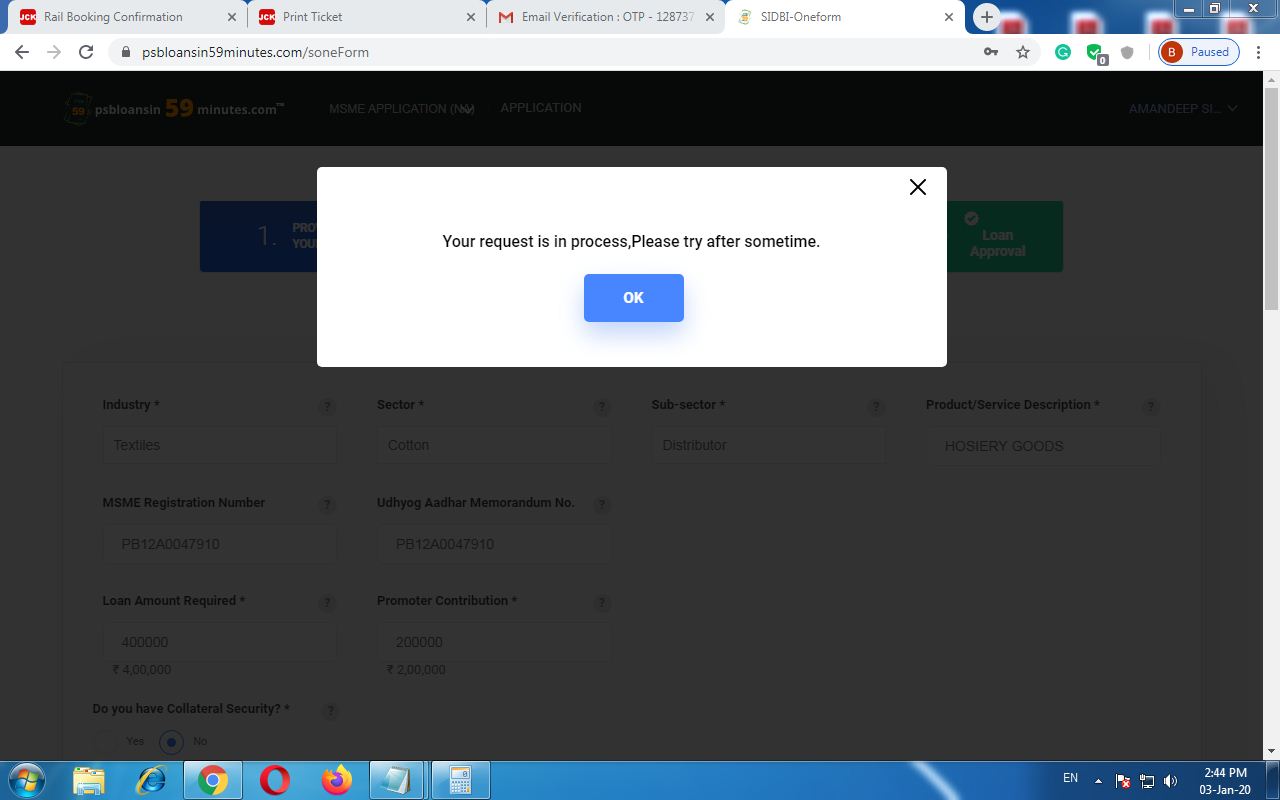 Rail Booking Confirmation
Print Ticket
Email Verification : OTP - 128737
SIDBI-Oneform
psbloansin59minutes.com/soneForm
0
B Paused
psbloansin 59 minutes.com™
MSME APPLICATION (
APPLICATION
AMANDEEP SI...
Your request is in process,Please try after sometime.
OK
1.
PRO
YOU
Loan
Approval
Industry * ?
Sector * ?
Sub-sector * ?
Product/Service Description * ?
Textiles
Cotton
Distributor
HOSIERY GOODS
MSME Registration Number ?
Udhyog Aadhar Memorandum No. ?
PB12A0047910
PB12A0047910
Loan Amount Required * ?
Promoter Contribution * ?
400000
200000
₹ 4,00,000
₹ 2,00,000
Do you have Collateral Security? * ?
Yes
No
EN
2:44 PM
03-Jan-20